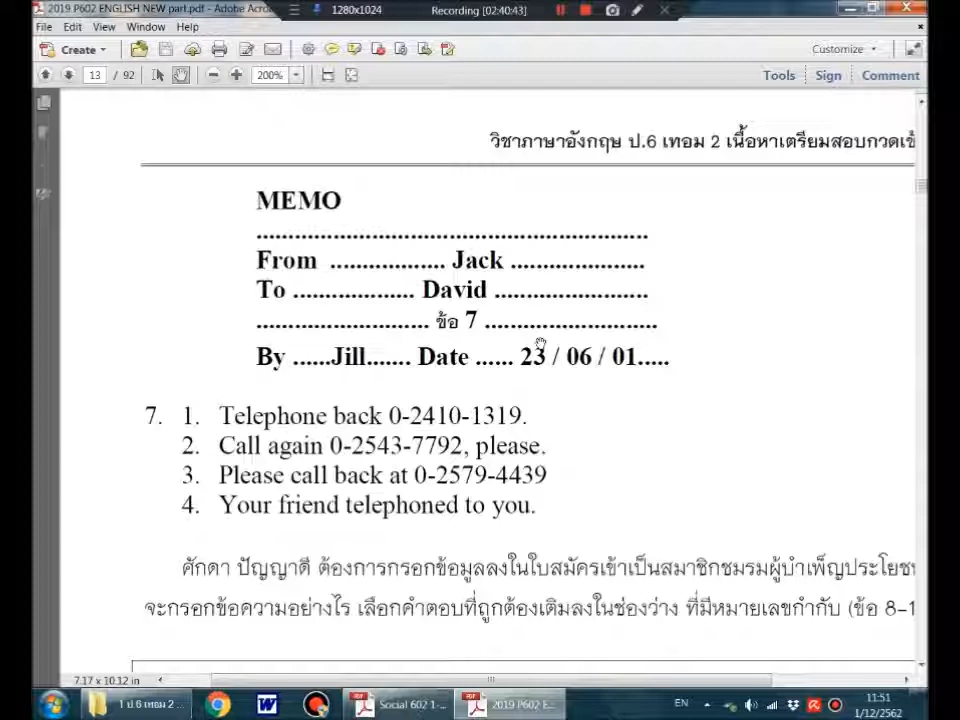 2019 P602 ENGLISH NEW part.pdf - Adobe Acro
1280x1024
Recording [02:40:43]
File Edit View Window Help
Create
Customize
13 / 92
200%
Tools Sign Comment
วิชาภาษาอังกฤษ ป.6 เทอม 2 เนื้อหาเตรียมสอบกวดเข้
MEMO
............................................................
From .................. Jack .....................
To ................... David ........................
........................... ข้อ 7 ...........................
By ......Jill....... Date ...... 23 / 06 / 01.....
7. 1. Telephone back 0-2410-1319.
2. Call again 0-2543-7792, please.
3. Please call back at 0-2579-4439
4. Your friend telephoned to you.
ศักดา ปัญญาดี ต้องการกรอกข้อมูลลงในใบสมัครเข้าเป็นสมาชิกชมรมผู้บำเพ็ญประโยช
จะกรอกข้อความอย่างไร เลือกคำตอบที่ถูกต้องเติมลงในช่องว่าง ที่มีหมายเลขกำกับ (ข้อ 8-1
7.17 x 10.12 in
1 ป.6 เทอม 2 ...
Social 602 1-...
2019 P602 E...
EN
11:51
1/12/2562